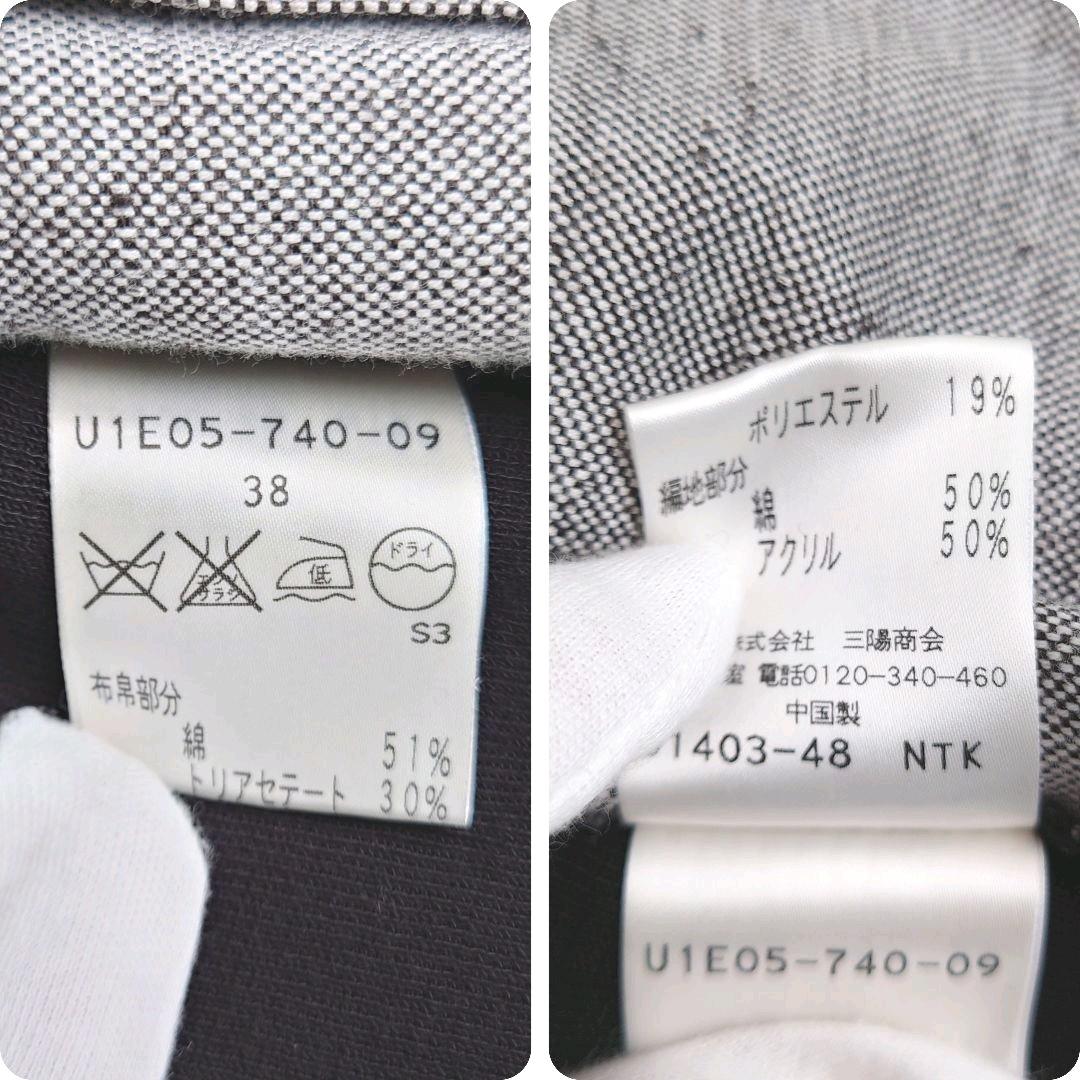 U1E05-740-09
38
低
ドライ
S3
布帛部分
綿 51%
トリアセテート 30%
ポリエステル 19%
編地部分
綿 50%
アクリル 50%
株式会社 三陽商会
室 電話0120-340-460
中国製
1403-48 NTK
U1E05-740-09